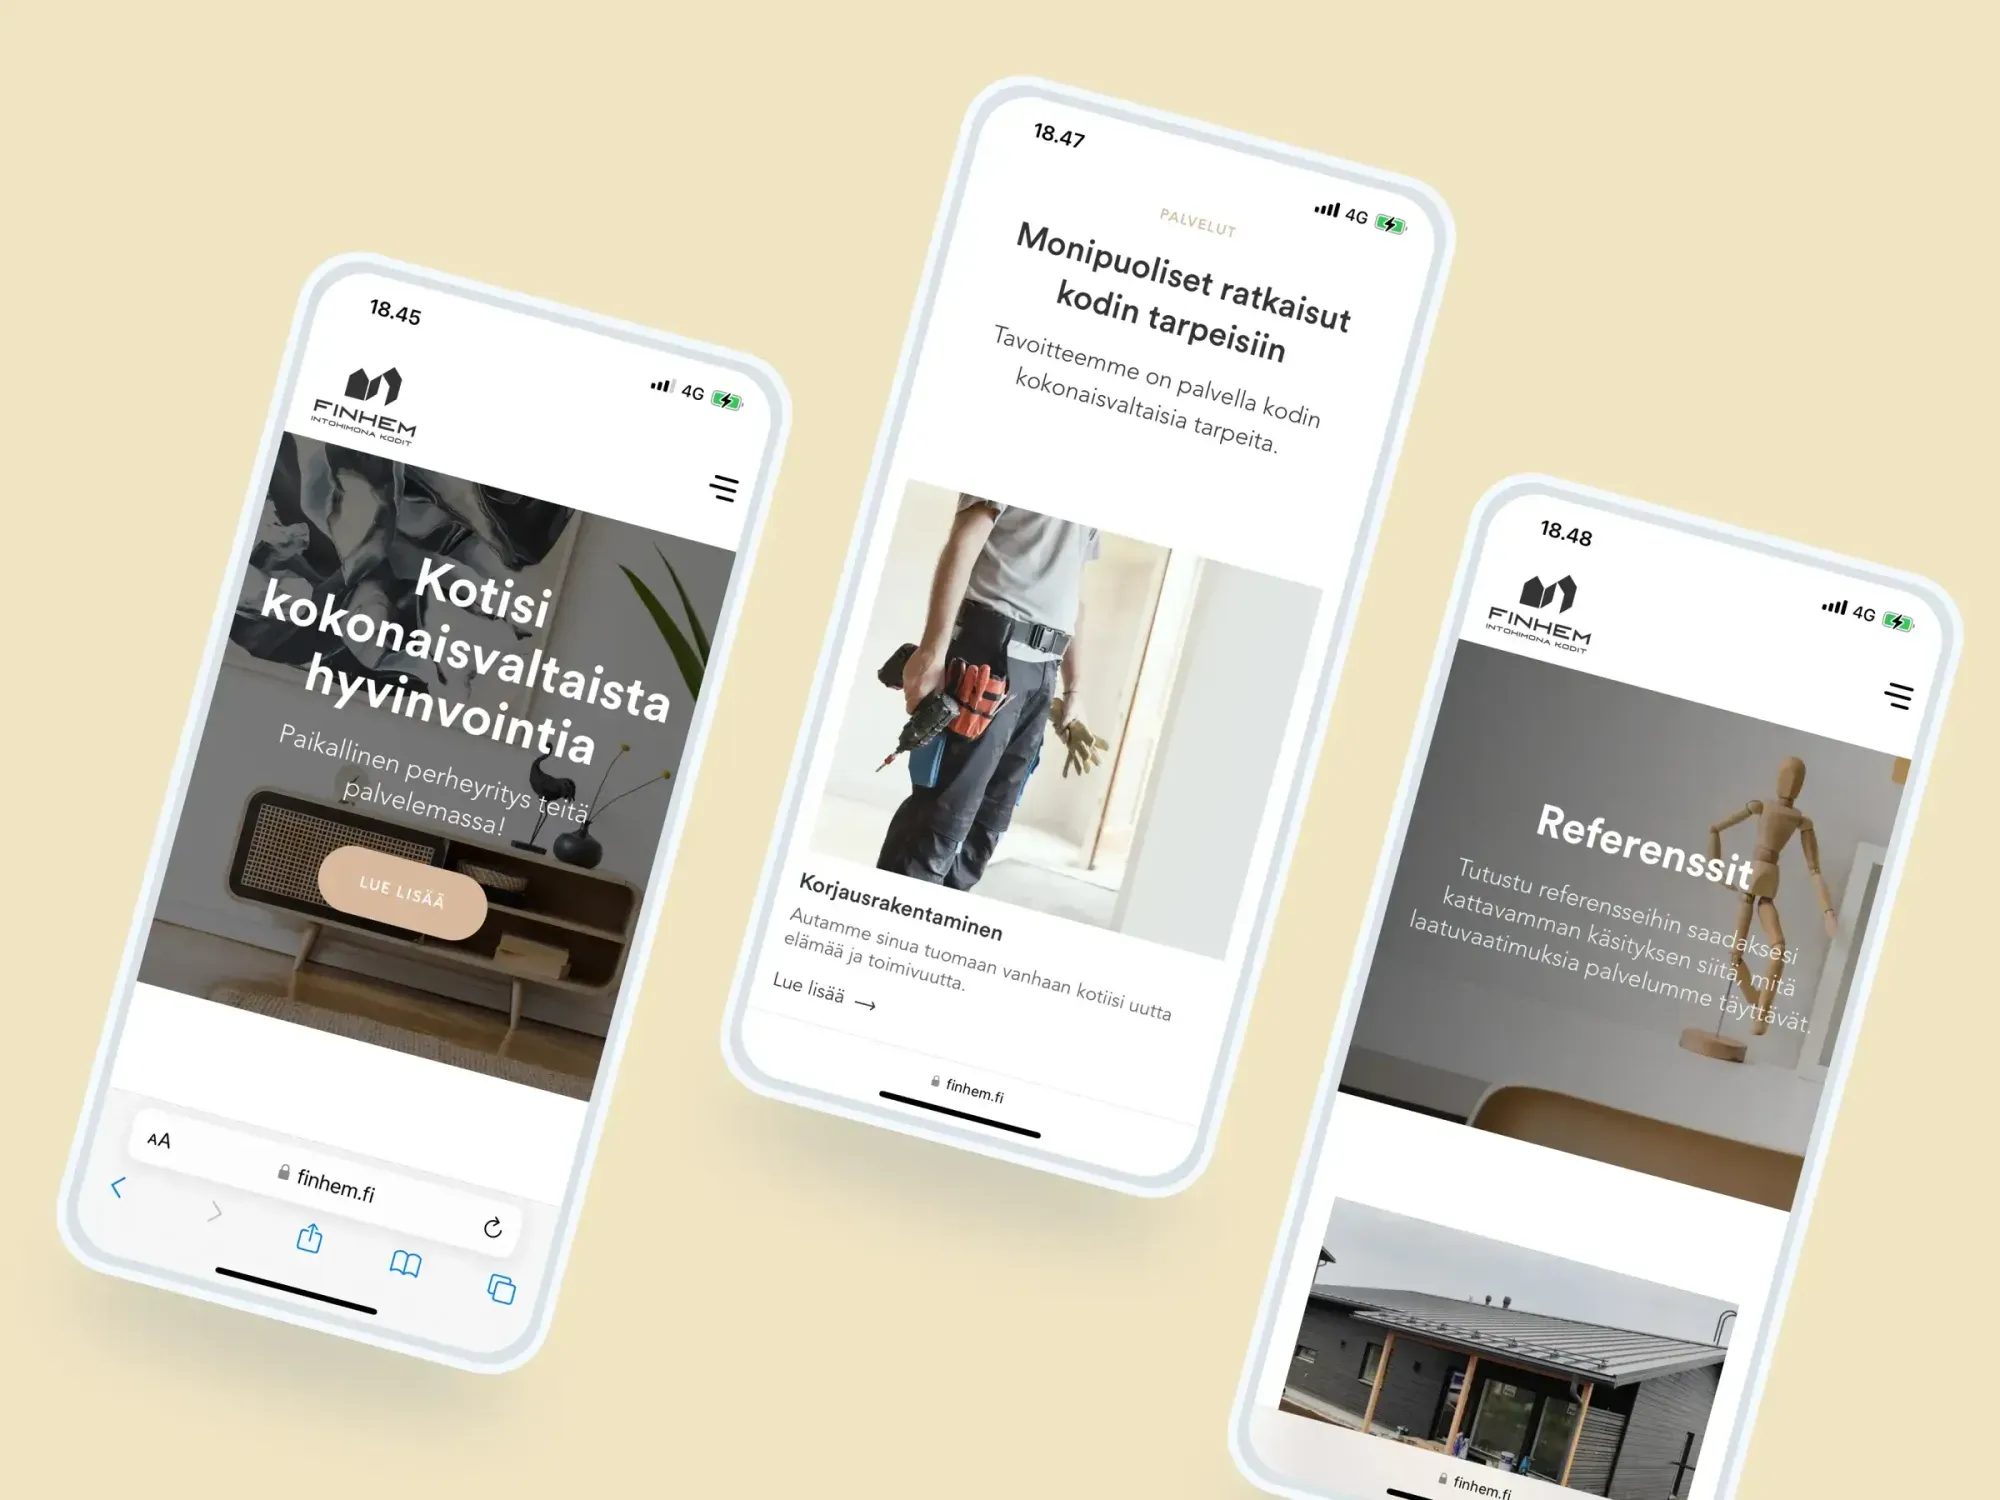 18.45
4G
FINHEM
INTOHIMONA KODIT
Kotisi
kokonaisvaltaista
hyvinvointia
Paikallinen perheyritys teitä
palvelemassa!
LUE LISÄÄ
AA
finhem.fi
18.47
4G
PALVELUT
Monipuoliset ratkaisut
kodin tarpeisiin
Tavoitteemme on palvella kodin
kokonaisvaltaisia tarpeita.
Korjausrakentaminen
Autamme sinua tuomaan vanhaan kotiisi uutta
elämää ja toimivuutta.
Lue lisää →
finhem.fi
18.48
4G
FINHEM
INTOHIMONA KODIT
Referenssit
Tutustu referensseihin saadaksesi
kattavamman käsityksen siitä, mitä
laatuvaatimuksia palvelumme täyttävät.
finhem.fi